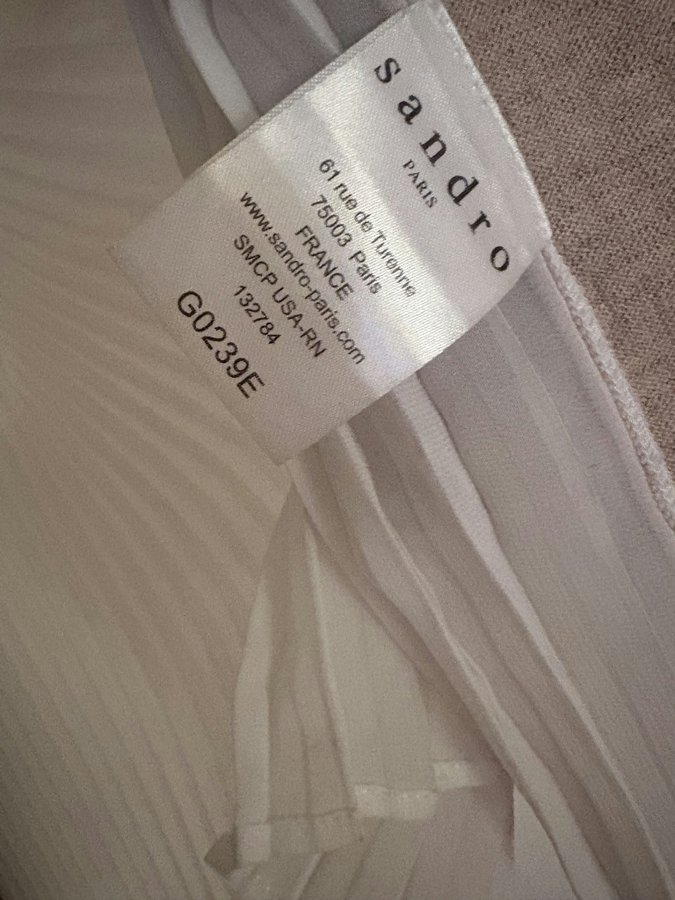 sandro
PARIS
61 rue de Turenne
75003 Paris
FRANCE
www.sandro-paris.com
SMCP USA-RN
132784
G0239E